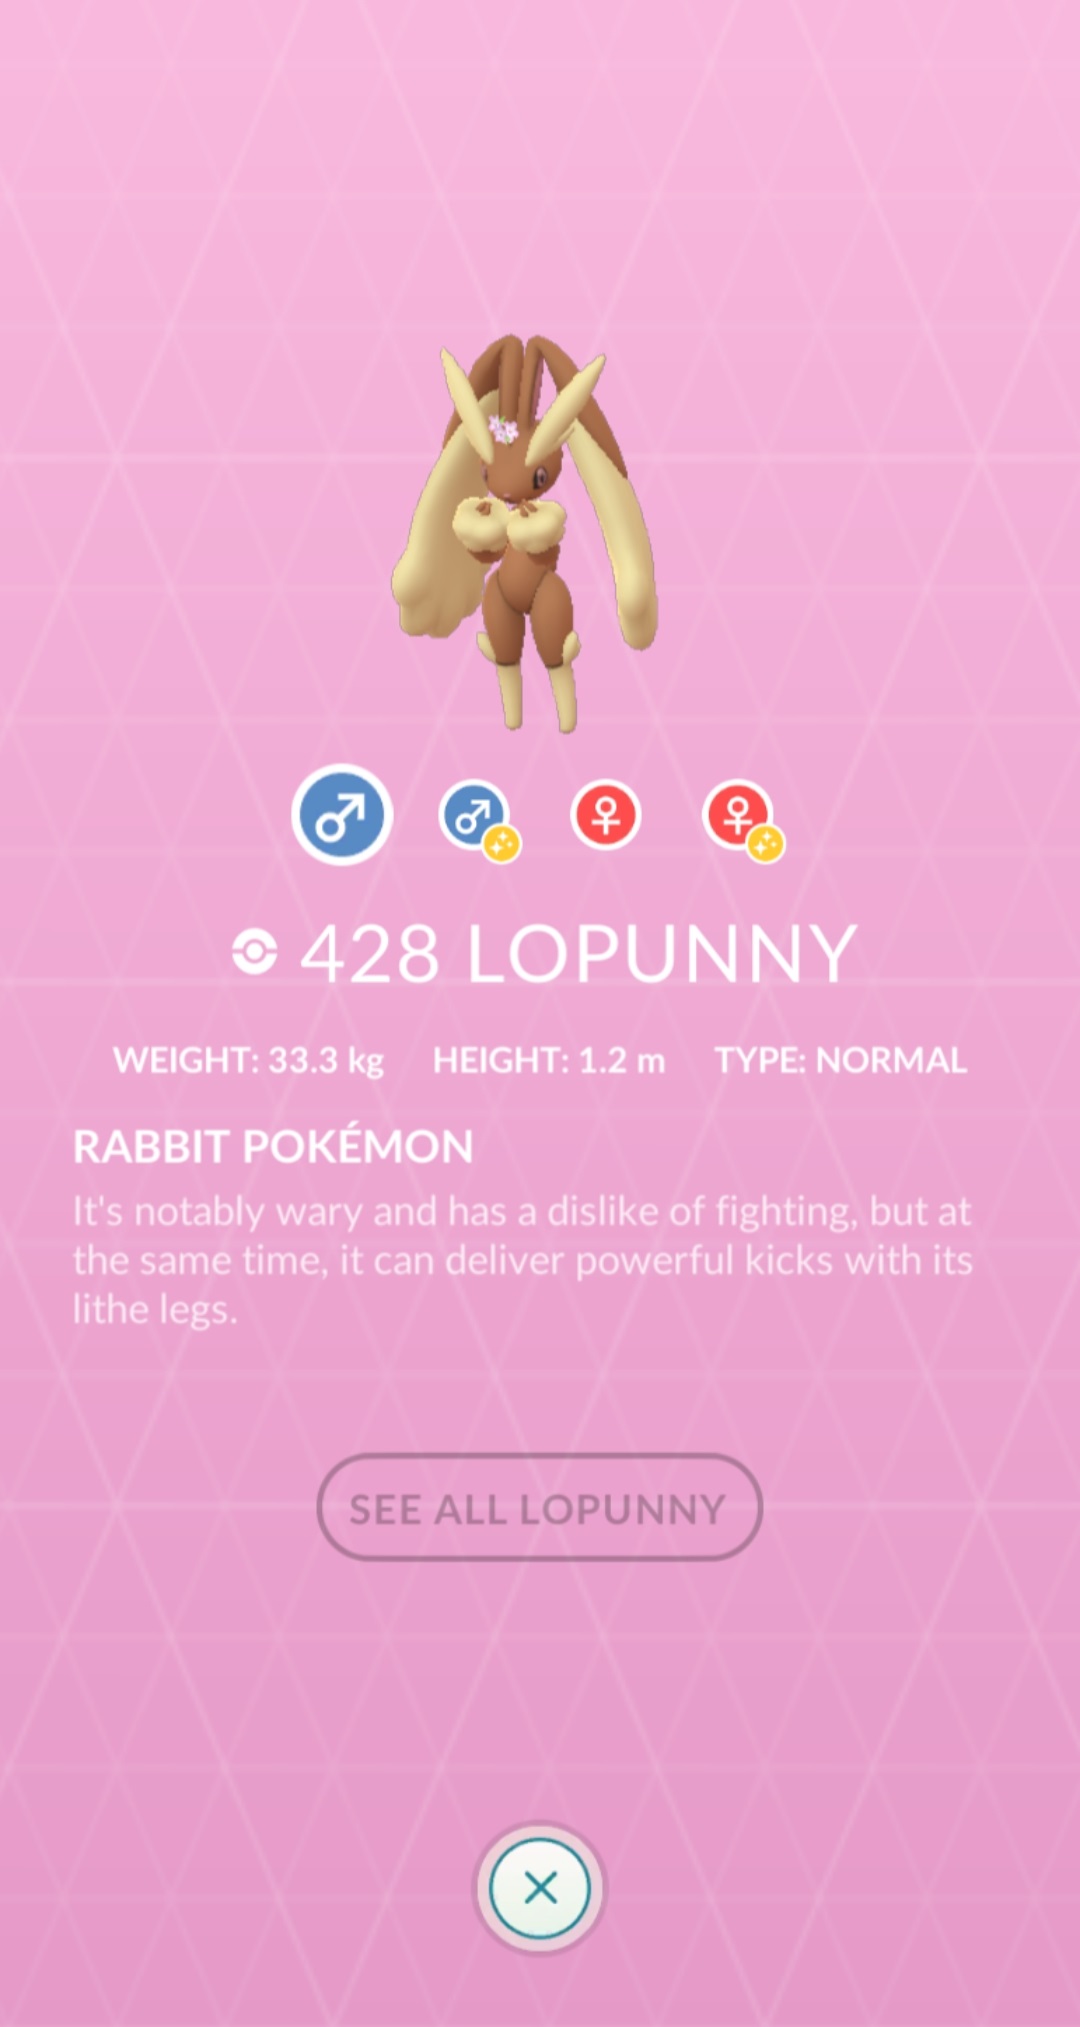 428 LOPUNNY
WEIGHT: 33.3 kg HEIGHT: 1.2 m TYPE: NORMAL
RABBIT POKÉMON
It's notably wary and has a dislike of fighting, but at
the same time, it can deliver powerful kicks with its
lithe legs.
SEE ALL LOPUNNY